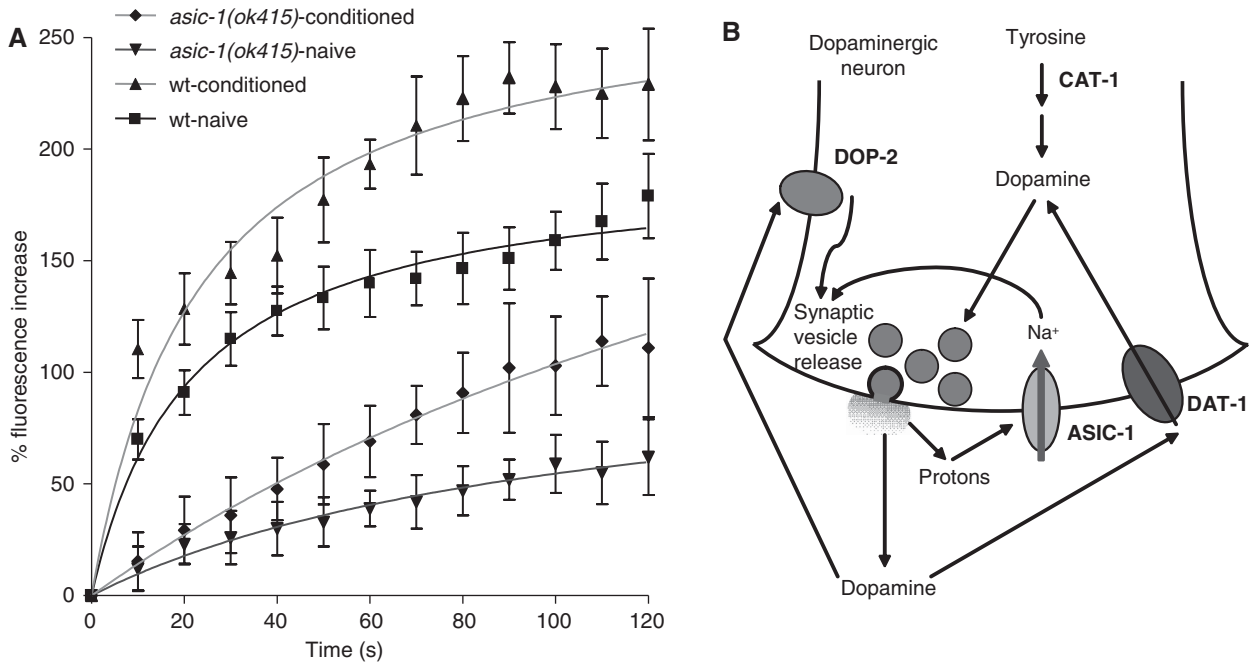 A
asic-1(ok415)-conditioned
asic-1(ok415)-naive
wt-conditioned
wt-naive
250
200
150
100
50
0
% fluorescence increase
0 20 40 60 80 100 120
Time (s)
B
Dopaminergic
neuron
Tyrosine
CAT-1
DOP-2
Dopamine
Synaptic
vesicle
release
Na⁺
DAT-1
ASIC-1
Protons
Dopamine